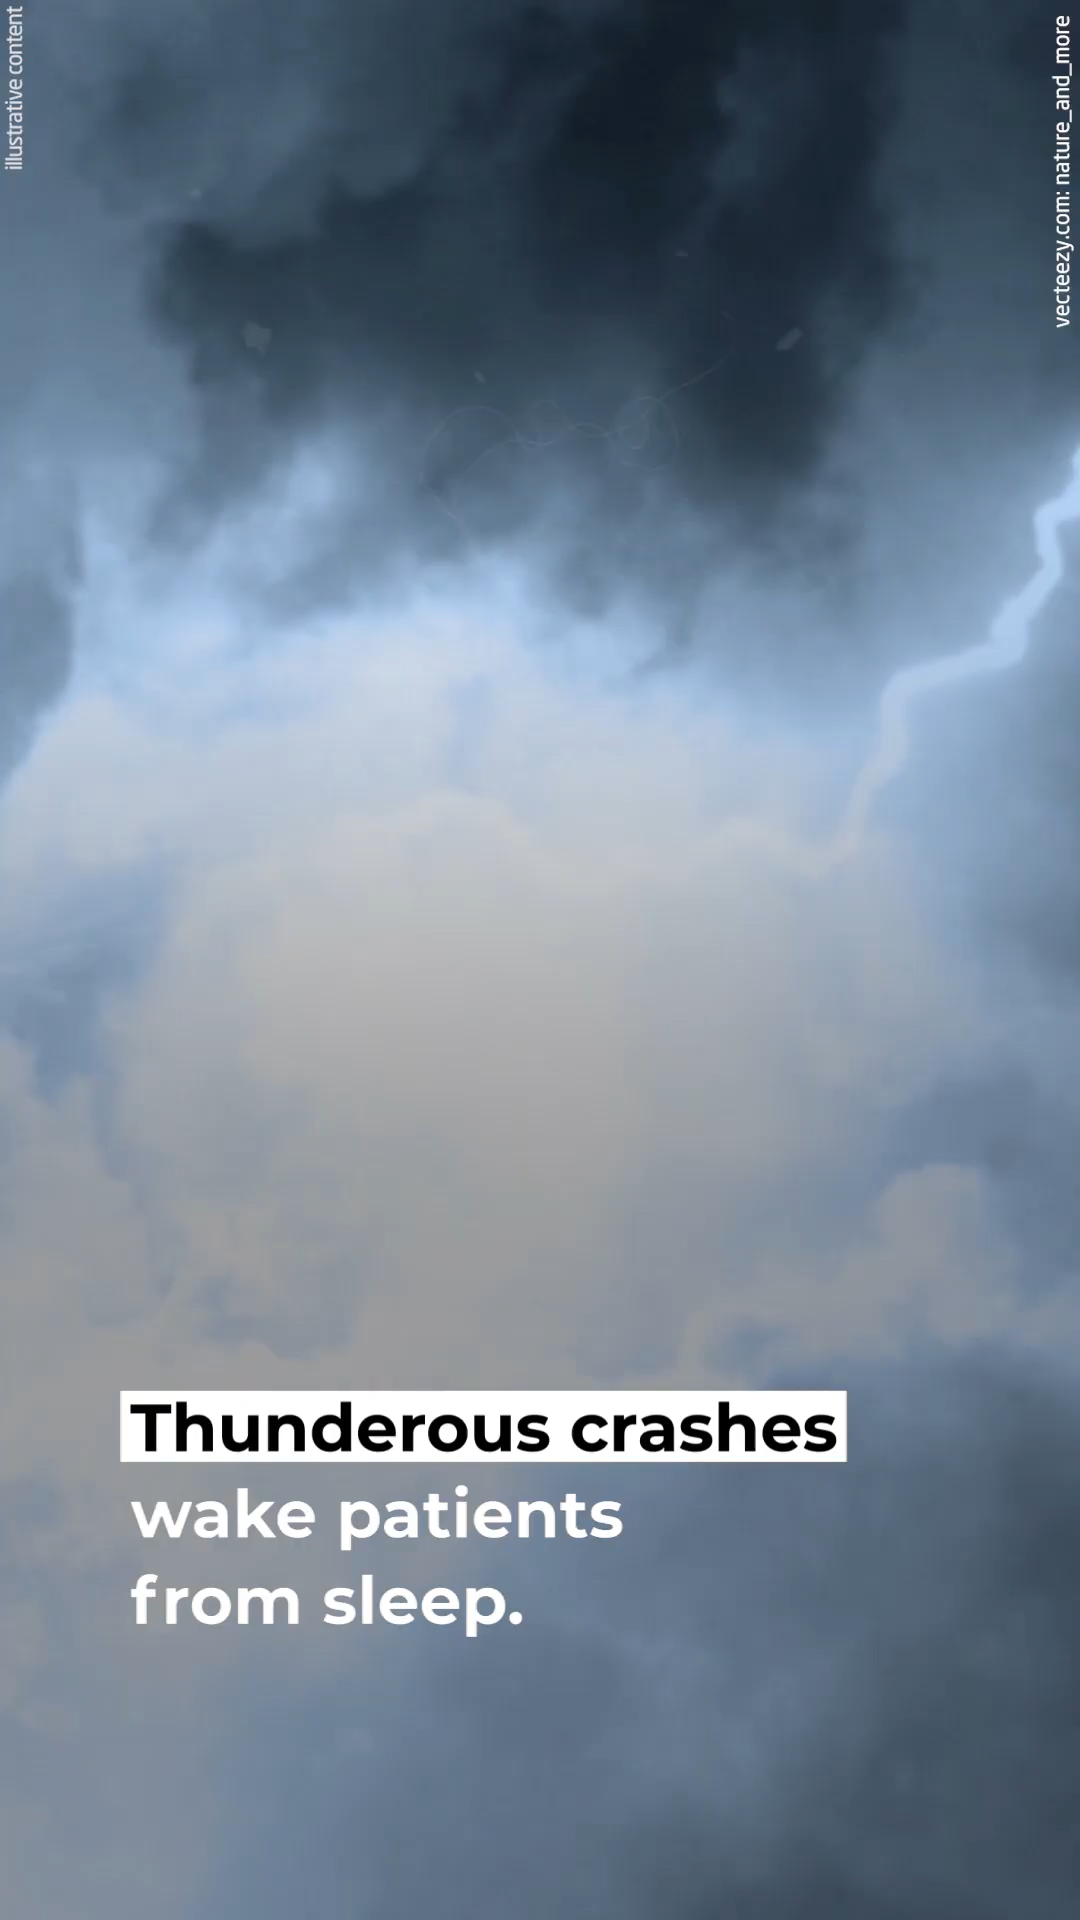 illustrative content
vecteezy.com: nature_and_more
Thunderous crashes
wake patients
from sleep.